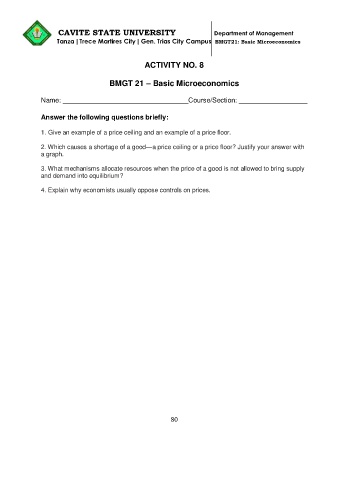 CAVITE STATE UNIVERSITY
Department of Management
Tanza | Trece Martires City | Gen. Trias City Campus
BMGT21: Basic Microeconomics
ACTIVITY NO. 8
BMGT 21 – Basic Microeconomics
Name: _________________________________Course/Section: __________________
Answer the following questions briefly:
1. Give an example of a price ceiling and an example of a price floor.
2. Which causes a shortage of a good—a price ceiling or a price floor? Justify your answer with
a graph.
3. What mechanisms allocate resources when the price of a good is not allowed to bring supply
and demand into equilibrium?
4. Explain why economists usually oppose controls on prices.
80